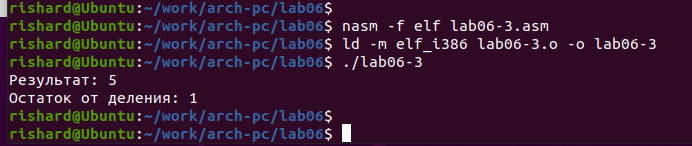 rishard@Ubuntu:~/work/arch-pc/lab06$
rishard@Ubuntu:~/work/arch-pc/lab06$ nasm -f elf lab06-3.asm
rishard@Ubuntu:~/work/arch-pc/lab06$ ld -m elf_i386 lab06-3.o -o lab06-3
rishard@Ubuntu:~/work/arch-pc/lab06$ ./lab06-3
Результат: 5
Остаток от деления: 1
rishard@Ubuntu:~/work/arch-pc/lab06$
rishard@Ubuntu:~/work/arch-pc/lab06$